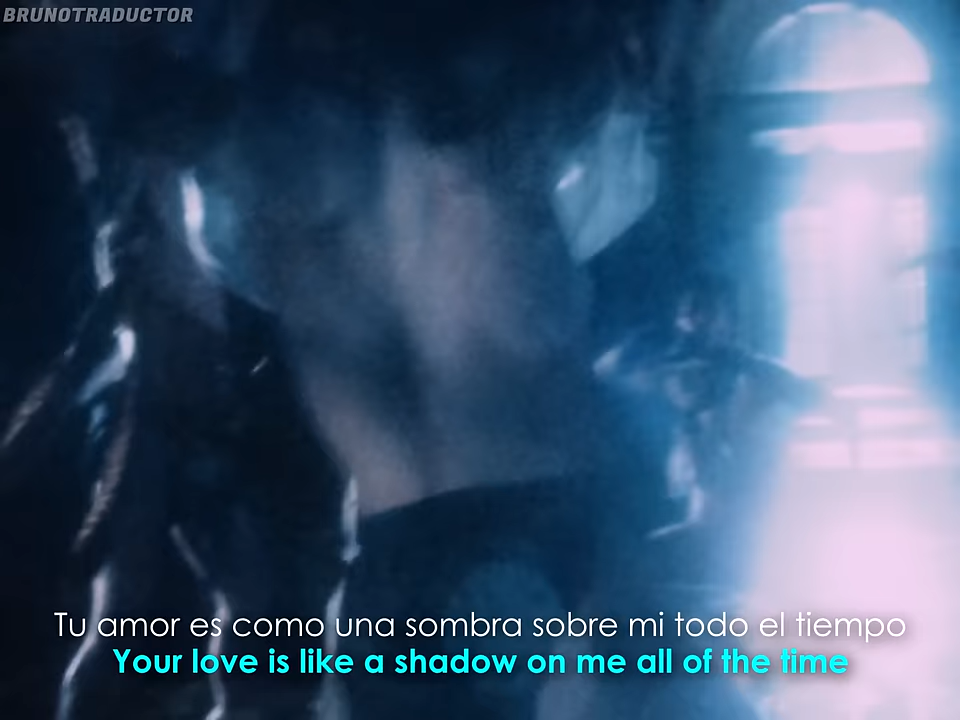 BRUNOTRADUCTOR
Tu amor es como una sombra sobre mi todo el tiempo
Your love is like a shadow on me all of the time